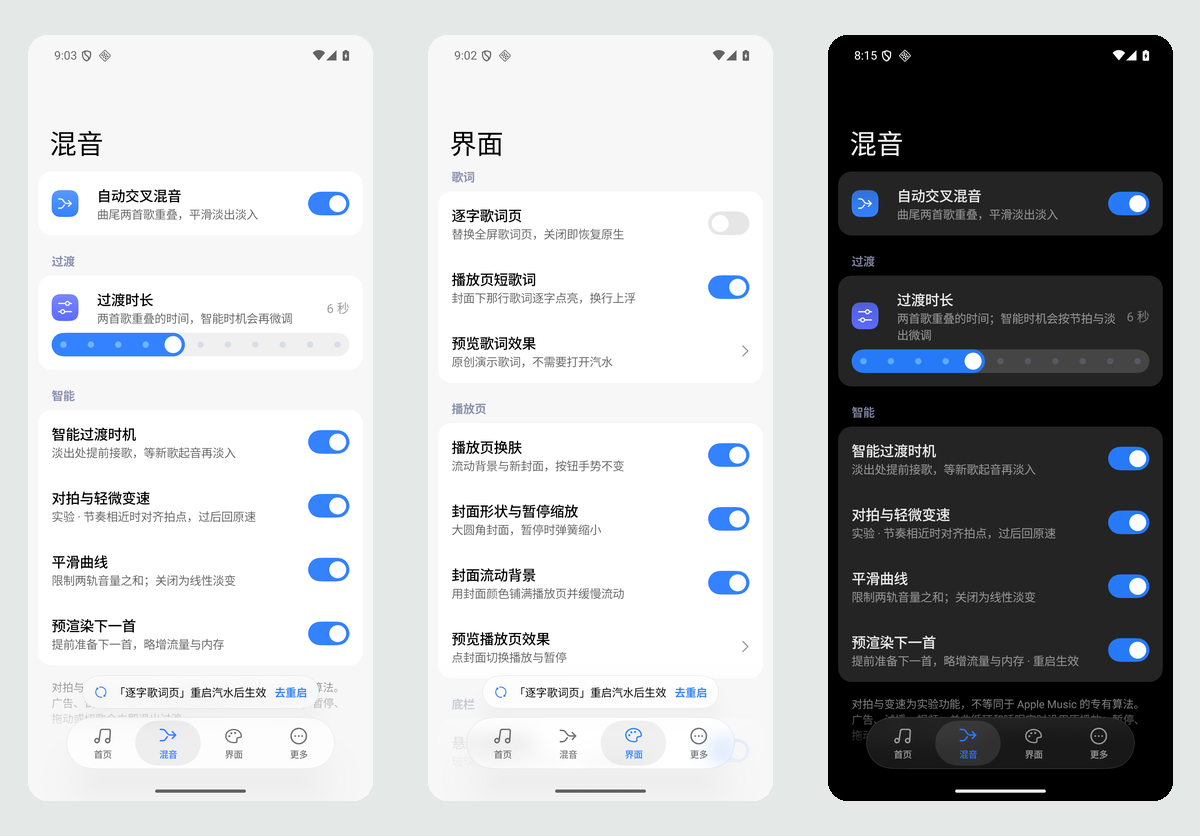 9:03
混音
自动交叉混音
曲尾两首歌重叠，平滑淡出淡入
过渡
过渡时长
两首歌重叠的时间，智能时机会再微调
6 秒
智能
智能过渡时机
淡出处提前接歌，等新歌起音再淡入
对拍与轻微变速
实验 · 节奏相近时对齐拍点，过后回原速
平滑曲线
限制两轨音量之和；关闭为线性淡变
预渲染下一首
提前准备下一首，略增流量与内存
对拍与
算法。
「逐字歌词页」重启汽水后生效 去重启
广告、
暂停、
首页
混音
界面
更多
9:02
界面
歌词
逐字歌词页
替换全屏歌词页，关闭即恢复原生
播放页短歌词
封面下那行歌词逐字点亮，换行上浮
预览歌词效果
原创演示歌词，不需要打开汽水
播放页
播放页换肤
流动背景与新封面，按钮手势不变
封面形状与暂停缩放
大圆角封面，暂停时弹簧缩小
封面流动背景
用封面颜色铺满播放页并缓慢流动
预览播放页效果
点封面切换播放与暂停
「逐字歌词页」重启汽水后生效 去重启
底栏
首页
混音
界面
更多
8:15
混音
自动交叉混音
曲尾两首歌重叠，平滑淡出淡入
过渡
过渡时长
两首歌重叠的时间；智能时机会按节拍与淡
出微调
6 秒
智能
智能过渡时机
淡出处提前接歌，等新歌起音再淡入
对拍与轻微变速
实验 · 节奏相近时对齐拍点，过后回原速
平滑曲线
限制两轨音量之和；关闭为线性淡变
预渲染下一首
提前准备下一首，略增流量与内存 · 重启生效
对拍与变速为实验功能，不等同于 Apple Music 的专有算法。
广告、
暂停、
首页
混音
界面
更多